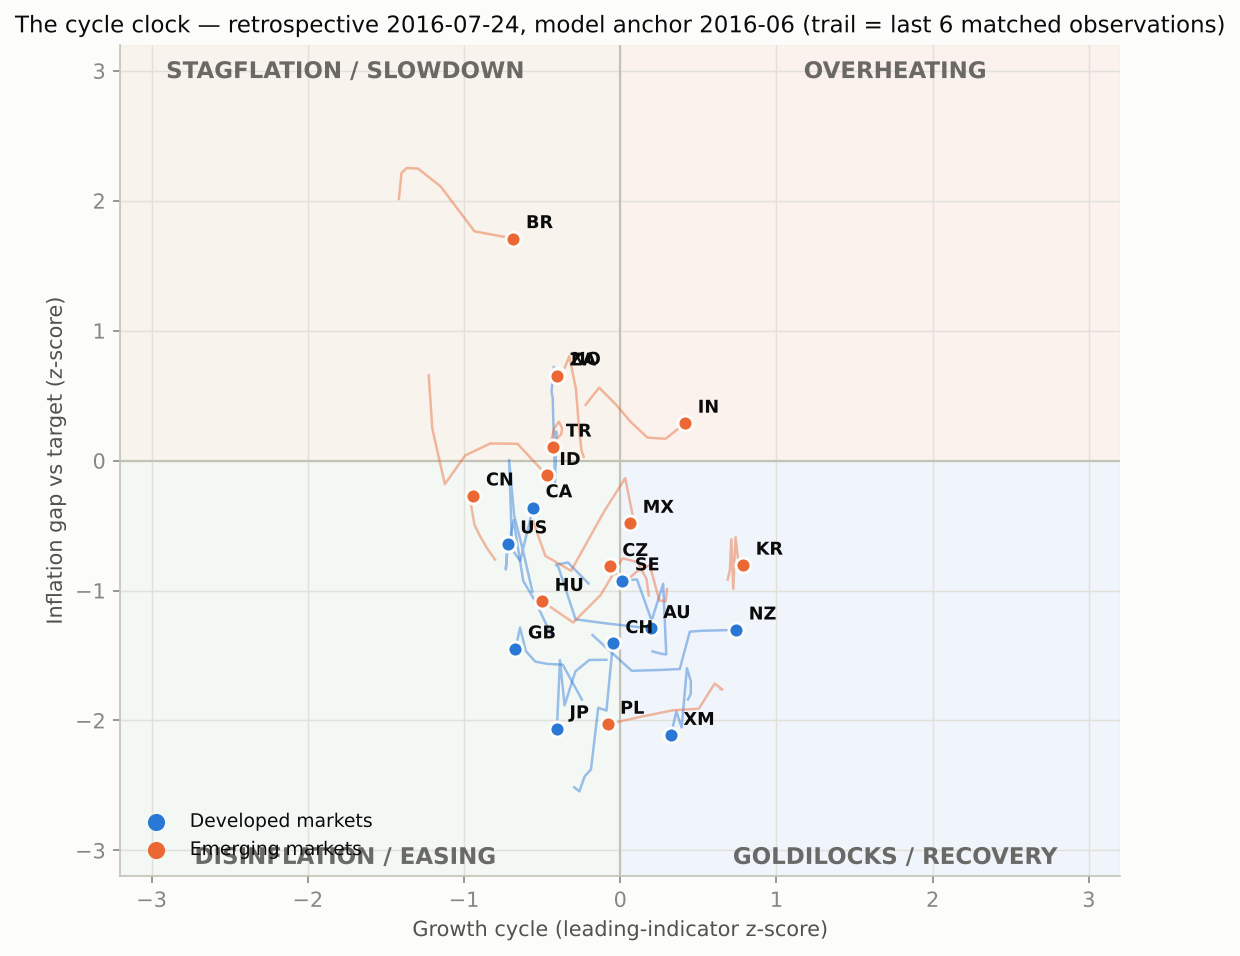 The cycle clock — retrospective 2016-07-24, model anchor 2016-06 (trail = last 6 matched observations)
STAGFLATION / SLOWDOWN
OVERHEATING
3
2
1
0
−1
−2
−3
Inflation gap vs target (z-score)
BR
ZA
NO
IN
TR
ID
CN
CA
MX
US
CZ
SE
KR
HU
AU
NZ
CH
GB
JP
PL
XM
Developed markets
Emerging markets
DISINFLATION / EASING
GOLDILOCKS / RECOVERY
−3
−2
−1
0
1
2
3
Growth cycle (leading-indicator z-score)